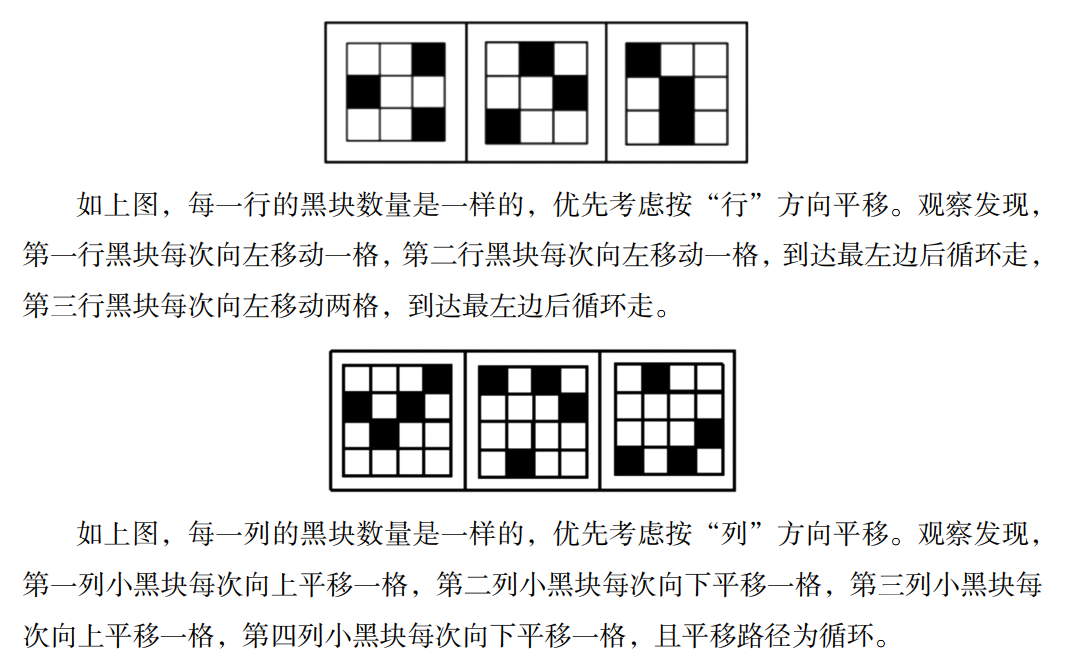 如上图，每一行的黑块数量是一样的，优先考虑按“行”方向平移。观察发现，
第一行黑块每次向左移动一格，第二行黑块每次向左移动一格，到达最左边后循环走，
第三行黑块每次向左移动两格，到达最左边后循环走。
如上图，每一列的黑块数量是一样的，优先考虑按“列”方向平移。观察发现，
第一列小黑块每次向上平移一格，第二列小黑块每次向下平移一格，第三列小黑块每
次向上平移一格，第四列小黑块每次向下平移一格，且平移路径为循环。